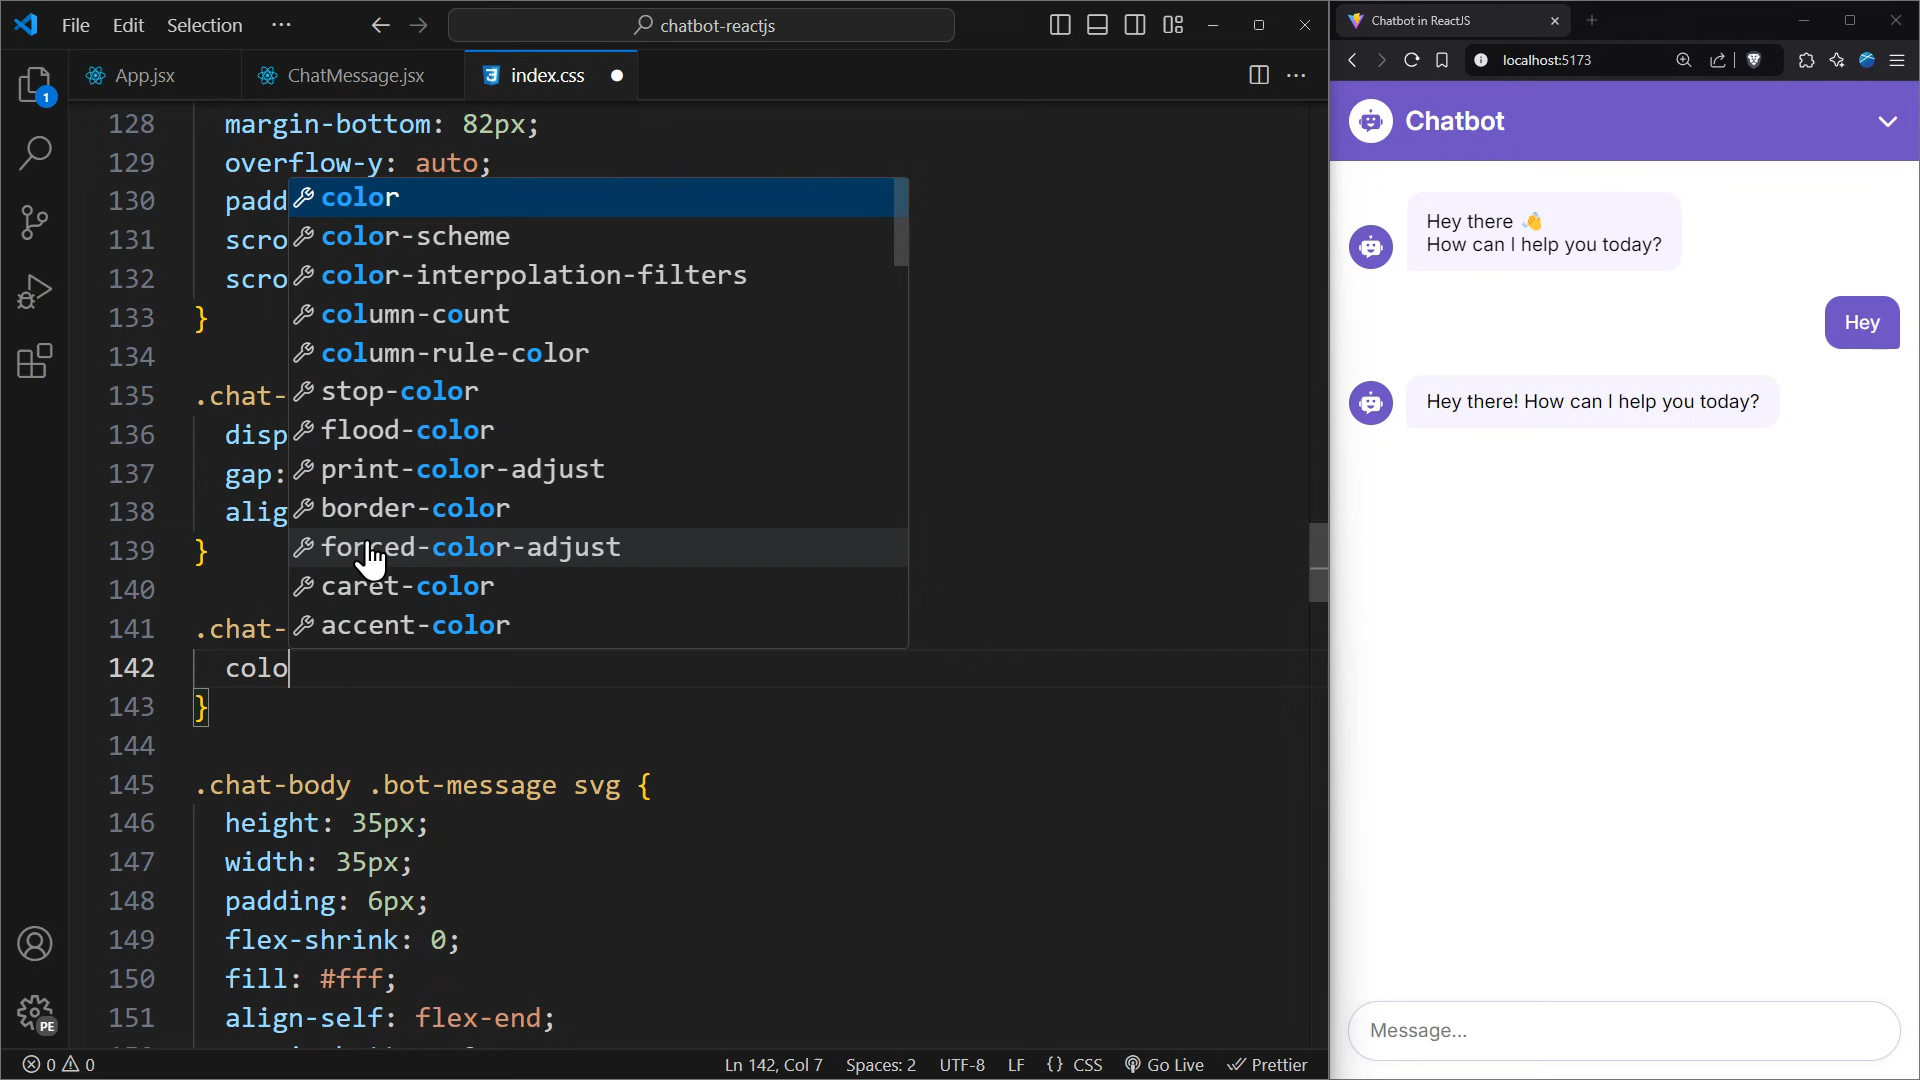 File Edit Selection ··· chatbot-reactjs
App.jsx ChatMessage.jsx index.css
128 margin-bottom: 82px;
129 overflow-y: auto;
130 padd
131 scro
132 scro
133 }
134
135 .chat-
136 disp
137 gap:
138 alig
139 }
140
141 .chat-
142 colo
143 }
144
145 .chat-body .bot-message svg {
146 height: 35px;
147 width: 35px;
148 padding: 6px;
149 flex-shrink: 0;
150 fill: #fff;
151 align-self: flex-end;
color
color-scheme
color-interpolation-filters
column-count
column-rule-color
stop-color
flood-color
print-color-adjust
border-color
forced-color-adjust
caret-color
accent-color
1
PE
0 0 Ln 142, Col 7 Spaces: 2 UTF-8 LF {} CSS Go Live Prettier
Chatbot in ReactJS
localhost:5173
Chatbot
Hey there 👋
How can I help you today?
Hey
Hey there! How can I help you today?
Message...